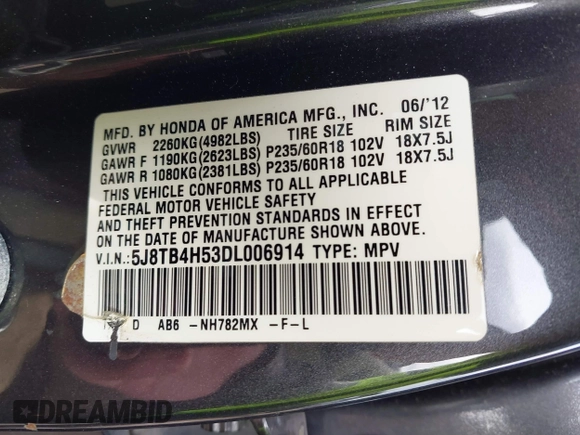 MFD. BY HONDA OF AMERICA MFG., INC. 06/'12
GVWR 2260KG(4982LBS) TIRE SIZE RIM SIZE
GAWR F 1190KG(2623LBS) P235/60R18 102V 18X7.5J
GAWR R 1080KG(2381LBS) P235/60R18 102V 18X7.5J
THIS VEHICLE CONFORMS TO ALL APPLICABLE
FEDERAL MOTOR VEHICLE SAFETY
AND THEFT PREVENTION STANDARDS IN EFFECT
ON THE DATE OF MANUFACTURE SHOWN ABOVE.
V.I.N.:5J8TB4H53DL006914 TYPE: MPV
D AB6 -NH782MX -F-L
DREAMBID